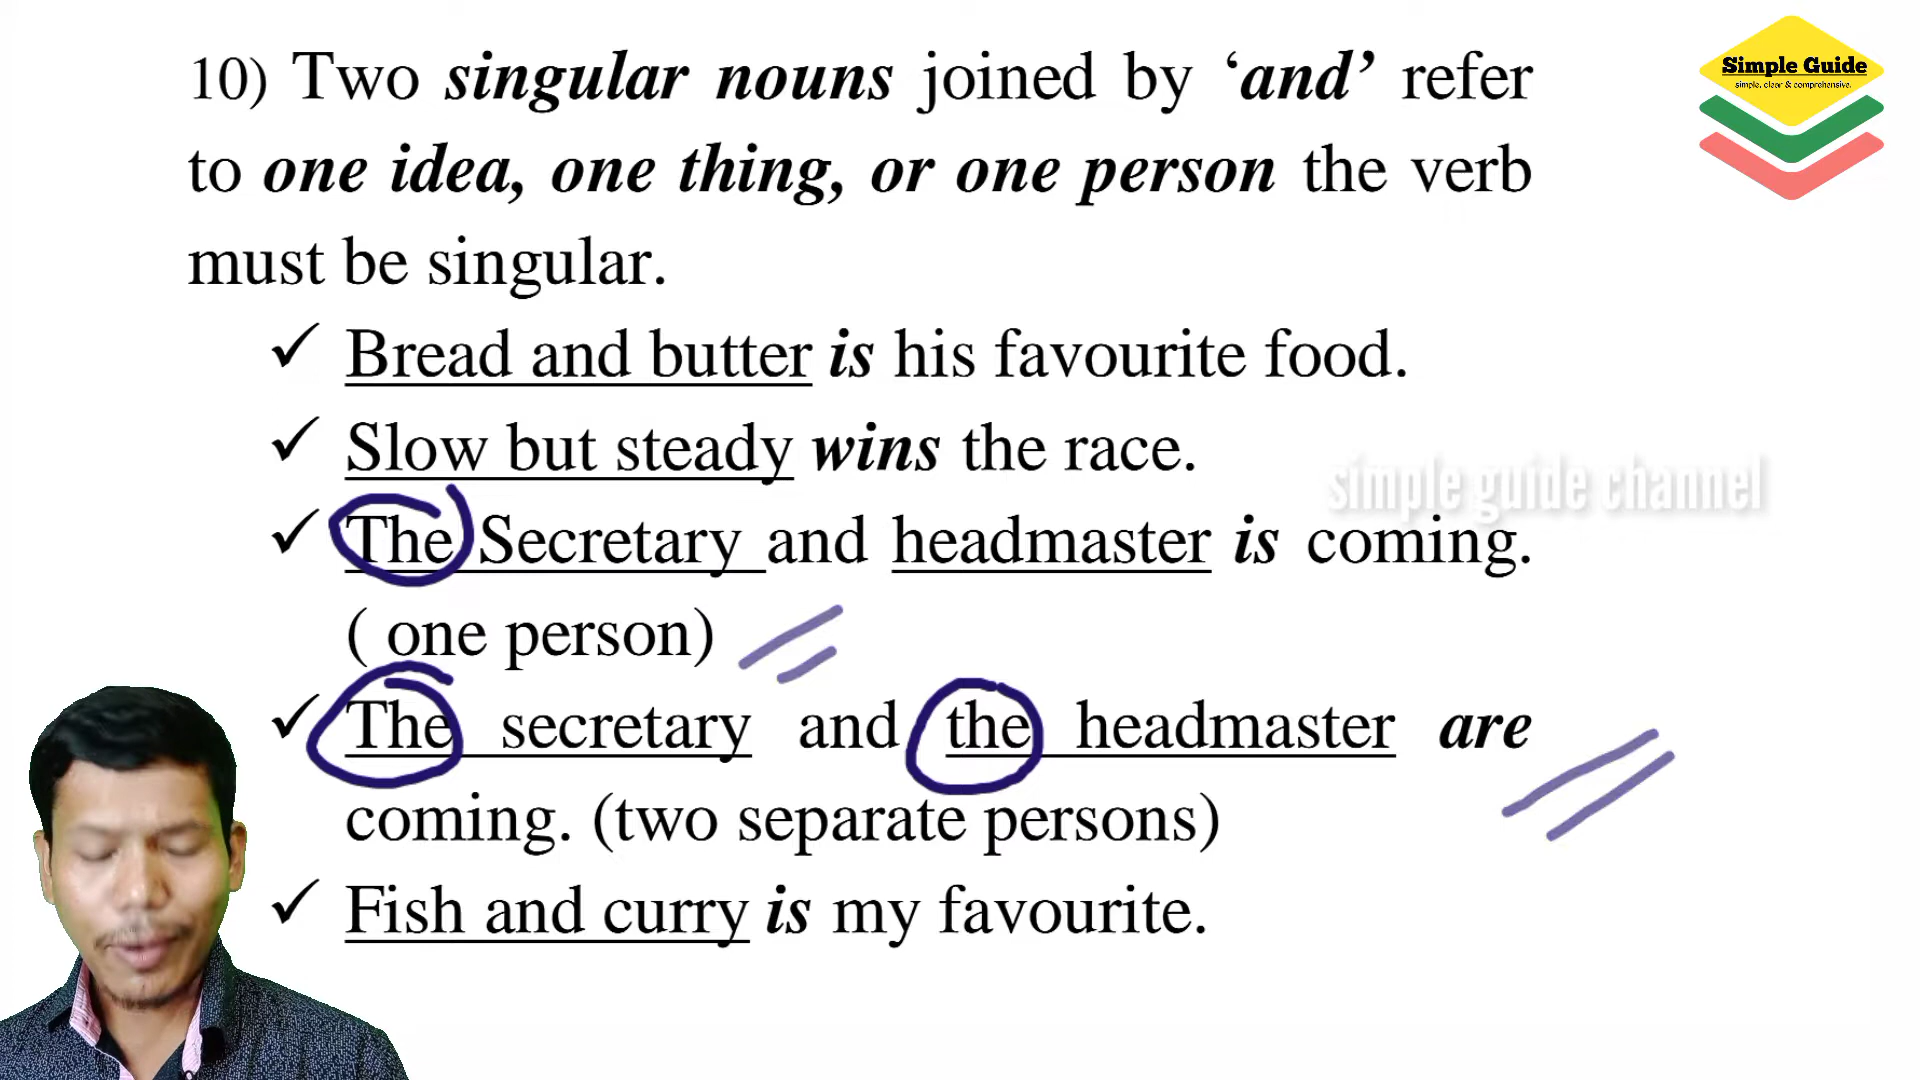 10) Two singular nouns joined by ‘and’ refer
to one idea, one thing, or one person the verb
must be singular.
✓ Bread and butter is his favourite food.
✓ Slow but steady wins the race.
✓ The Secretary and headmaster is coming.
( one person)
✓ The secretary and the headmaster are
coming. (two separate persons)
✓ Fish and curry is my favourite.
Simple Guide
simple, clear & comprehensive.
simple guide channel